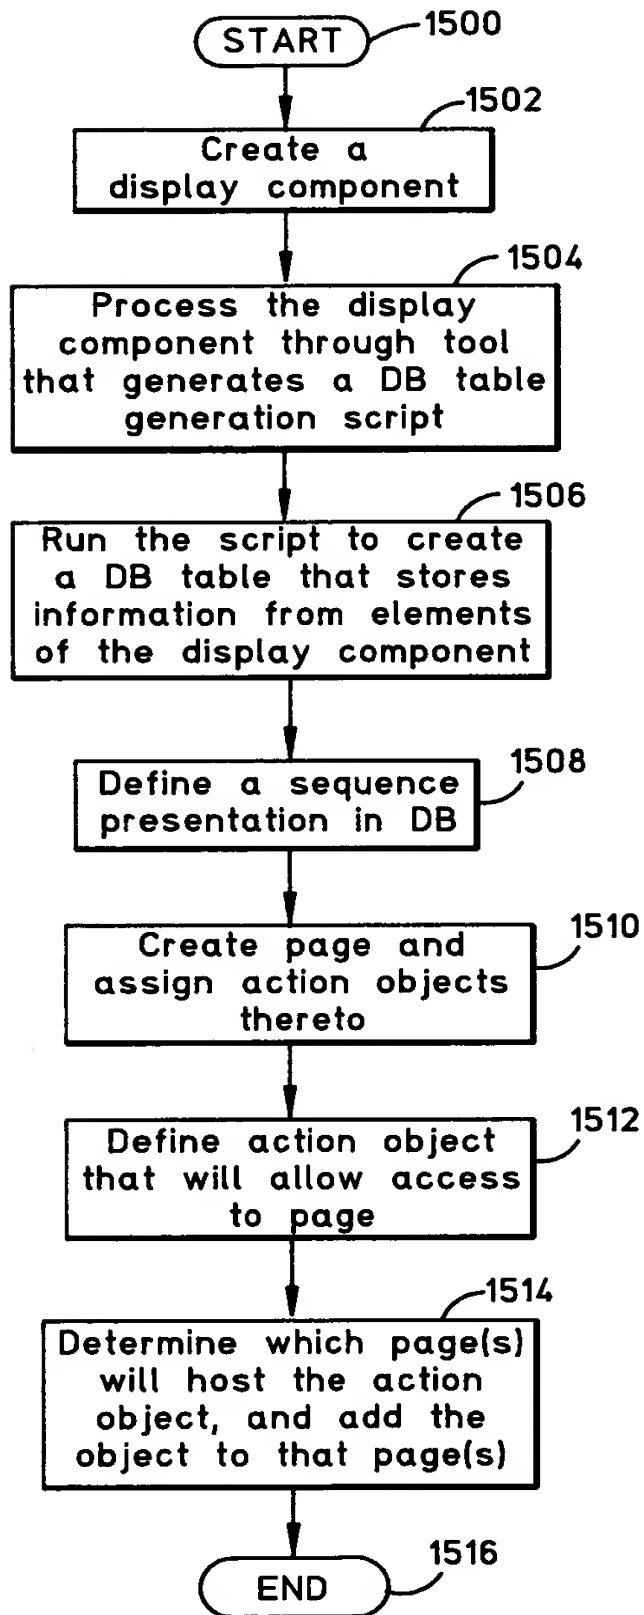 START
1500
1502
Create a
display component
1504
Process the display
component through tool
that generates a DB table
generation script
1506
Run the script to create
a DB table that stores
information from elements
of the display component
1508
Define a sequence
presentation in DB
1510
Create page and
assign action objects
thereto
1512
Define action object
that will allow access
to page
1514
Determine which page(s)
will host the action
object, and add the
object to that page(s)
1516
END